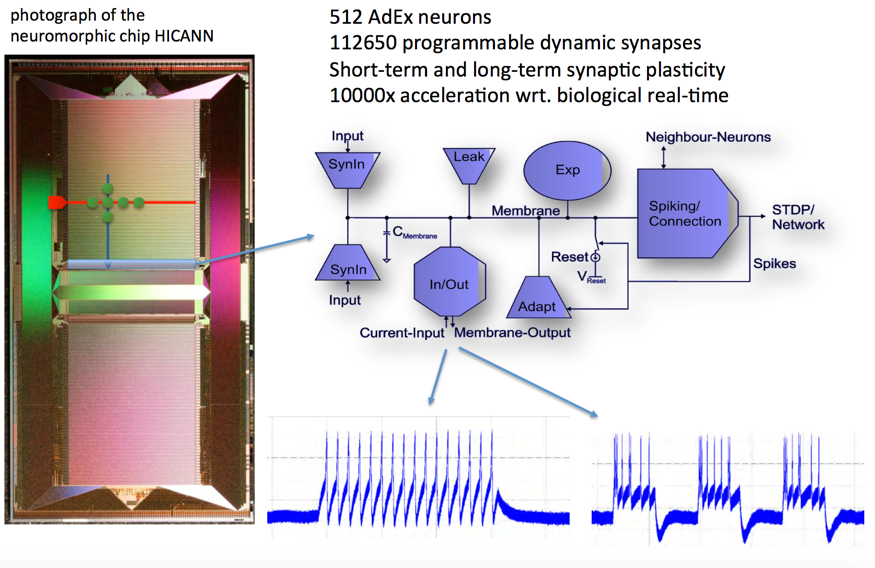 photograph of the
neuromorphic chip HICANN
512 AdEx neurons
112650 programmable dynamic synapses
Short-term and long-term synaptic plasticity
10000x acceleration wrt. biological real-time
Input
SynIn
Leak
Exp
Neighbour-Neurons
Spiking/
Connection
STDP/
Network
Membrane
CMembrane
SynIn
Input
In/Out
Reset
VReset
Adapt
Spikes
Current-Input
Membrane-Output